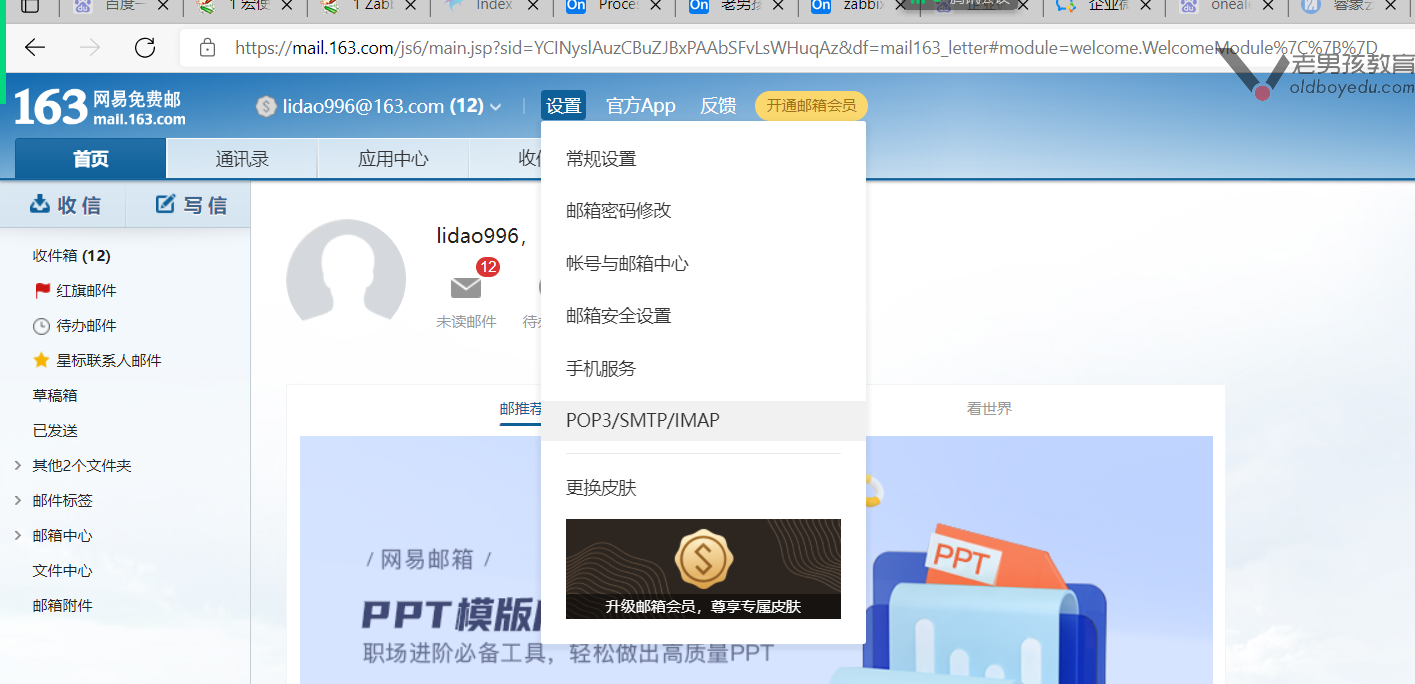 百度一
1 宏使
1 Zabl
Index
Proce
老男孩
zabbix
腾讯会议
企业微
oneal
睿象云
https://mail.163.com/js6/main.jsp?sid=YCINyslAuzCBuZJBxPAAbSFvLsWHuqAz&df=mail163_letter#module=welcome.WelcomeModule%7C%7B%7D
老男孩教育
oldboyedu.com
163 网易免费邮
mail.163.com
lidao996@163.com (12)
设置
官方App
反馈
开通邮箱会员
首页
通讯录
应用中心
收件
收信
写信
收件箱 (12)
红旗邮件
待办邮件
星标联系人邮件
草稿箱
已发送
其他2个文件夹
邮件标签
邮箱中心
文件中心
邮箱附件
lidao996,
12
未读邮件
待办
常规设置
邮箱密码修改
帐号与邮箱中心
邮箱安全设置
手机服务
POP3/SMTP/IMAP
更换皮肤
升级邮箱会员，尊享专属皮肤
邮推荐
看世界
/ 网易邮箱 /
PPT模版
职场进阶必备工具，轻松做出高质量PPT
PPT